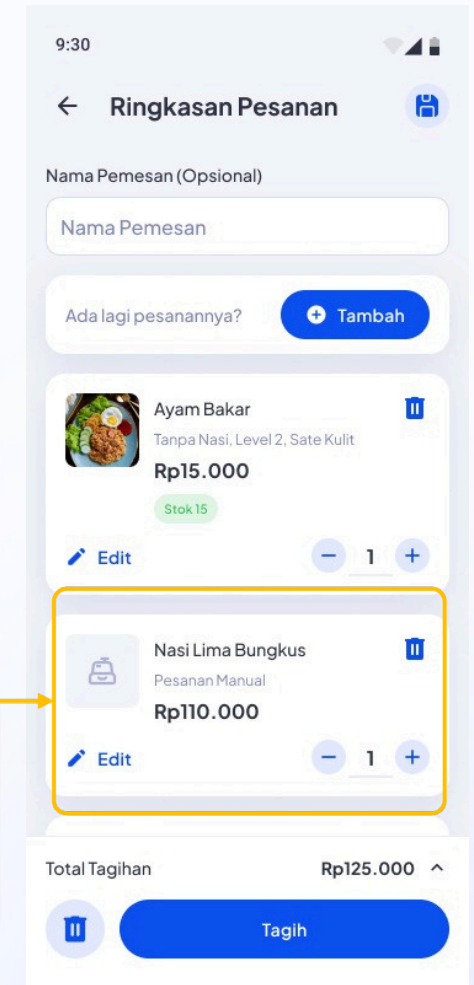 9:30
Ringkasan Pesanan
Nama Pemesan (Opsional)
Nama Pemesan
Ada lagi pesanannya?
Tambah
Ayam Bakar
Tanpa Nasi, Level 2, Sate Kulit
Rp15.000
Stok 15
Edit
1
Nasi Lima Bungkus
Pesanan Manual
Rp110.000
Edit
1
Total Tagihan
Rp125.000
Tagih